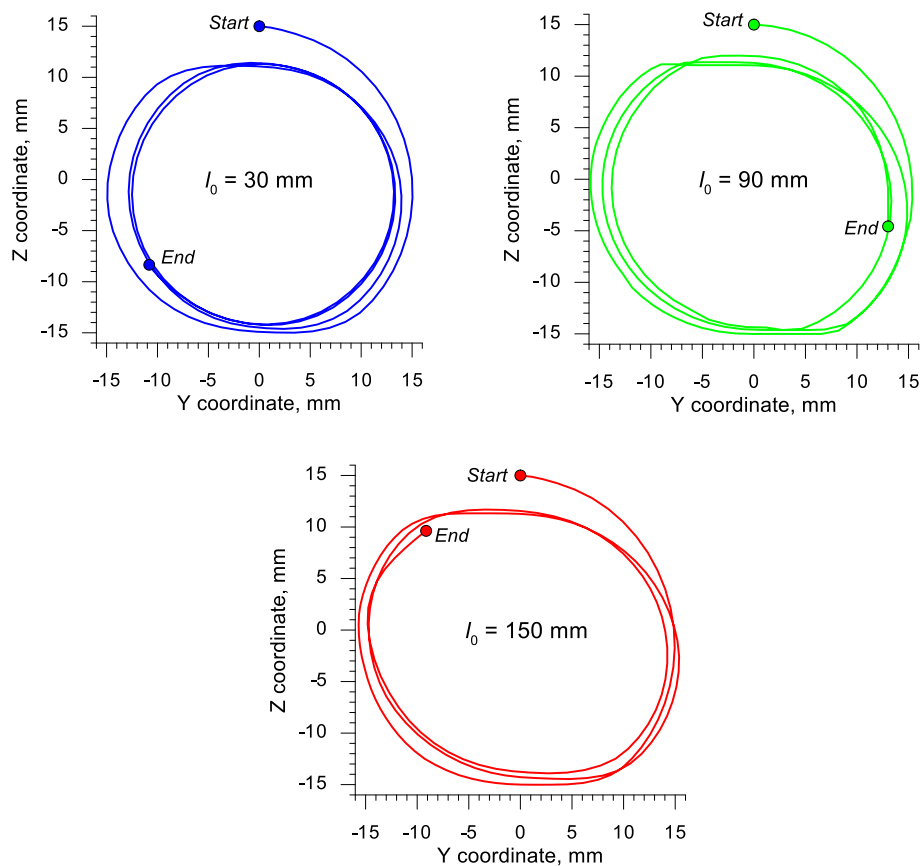 Start
15
10
5
0
-5
-10
-15
Z coordinate, mm
l0 = 30 mm
End
-15 -10 -5 0 5 10 15
Y coordinate, mm
Start
15
10
5
0
-5
-10
-15
Z coordinate, mm
l0 = 90 mm
End
-15 -10 -5 0 5 10 15
Y coordinate, mm
Start
15
10
5
0
-5
-10
-15
Z coordinate, mm
End
l0 = 150 mm
-15 -10 -5 0 5 10 15
Y coordinate, mm